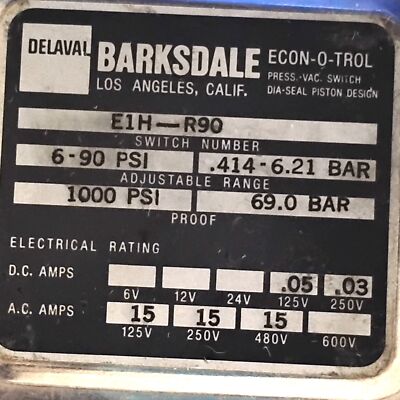 DELAVAL BARKSDALE ECON-O-TROL
LOS ANGELES, CALIF. PRESS.-VAC. SWITCH
DIA-SEAL PISTON DESIGN
E1H-R90
SWITCH NUMBER
6-90 PSI .414-6.21 BAR
ADJUSTABLE RANGE
1000 PSI 69.0 BAR
PROOF
ELECTRICAL RATING
D.C. AMPS .05 .03
6V 12V 24V 125V 250V
A.C. AMPS 15 15 15
125V 250V 480V 600V